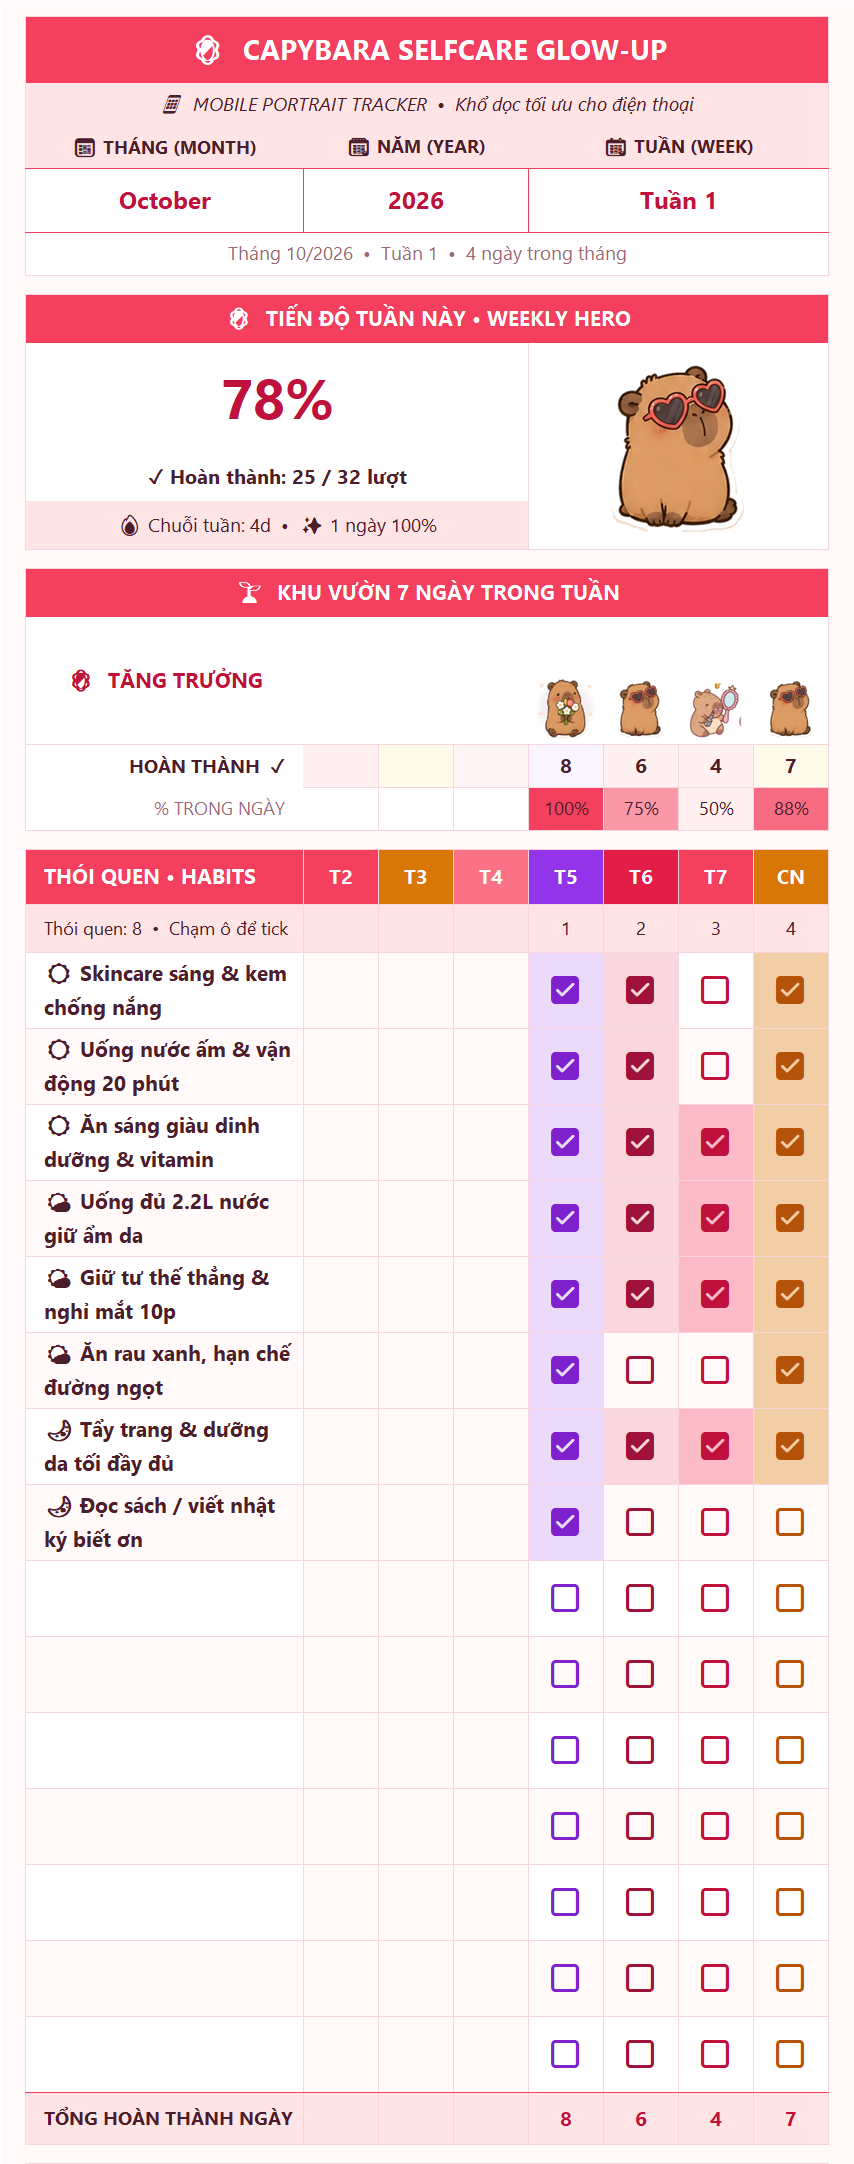 CAPYBARA SELFCARE GLOW-UP
MOBILE PORTRAIT TRACKER • Khổ dọc tối ưu cho điện thoại
THÁNG (MONTH) NĂM (YEAR) TUẦN (WEEK)
October 2026 Tuần 1
Tháng 10/2026 • Tuần 1 • 4 ngày trong tháng
TIẾN ĐỘ TUẦN NÀY • WEEKLY HERO
78%
✓ Hoàn thành: 25 / 32 lượt
Chuỗi tuần: 4d • 1 ngày 100%
KHU VƯỜN 7 NGÀY TRONG TUẦN
TĂNG TRƯỞNG
HOÀN THÀNH ✓ 8 6 4 7
% TRONG NGÀY 100% 75% 50% 88%
THÓI QUEN • HABITS T2 T3 T4 T5 T6 T7 CN
Thói quen: 8 • Chạm ô để tick 1 2 3 4
Skincare sáng & kem
chống nắng
Uống nước ấm & vận
động 20 phút
Ăn sáng giàu dinh
dưỡng & vitamin
Uống đủ 2.2L nước
giữ ẩm da
Giữ tư thế thẳng &
nghỉ mắt 10p
Ăn rau xanh, hạn chế
đường ngọt
Tẩy trang & dưỡng
da tối đầy đủ
Đọc sách / viết nhật
ký biết ơn
TỔNG HOÀN THÀNH NGÀY 8 6 4 7